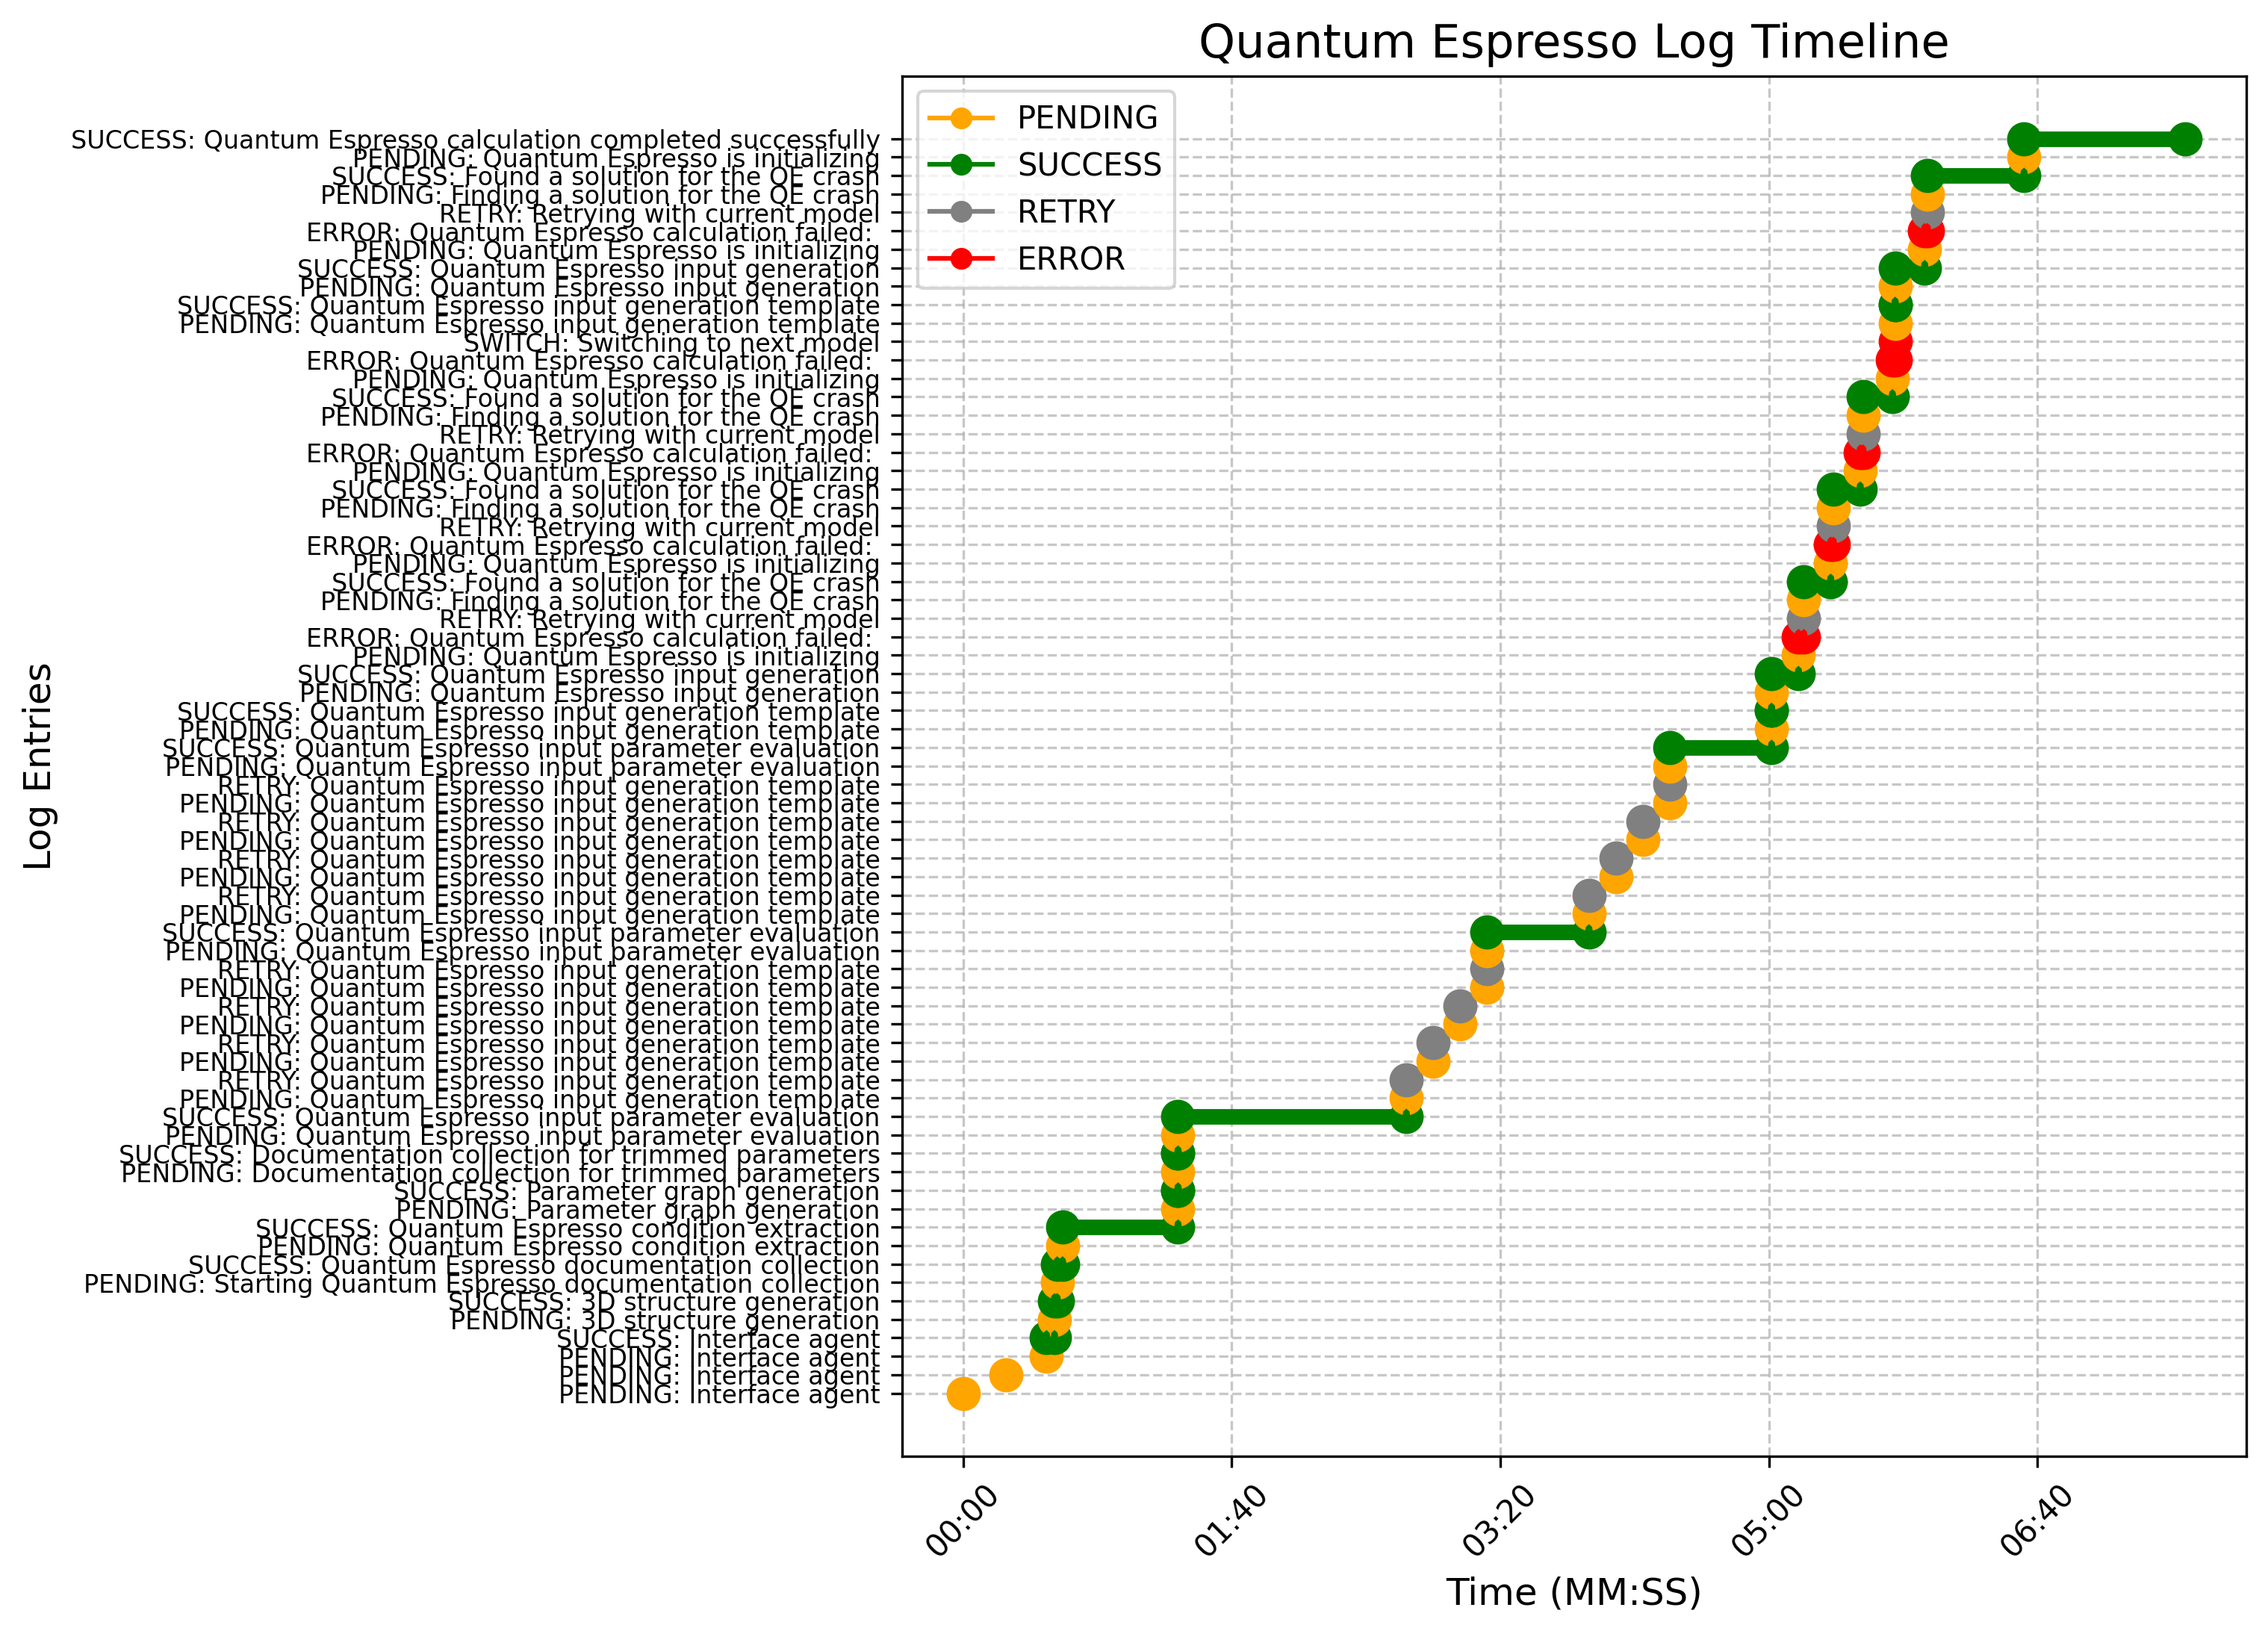 Quantum Espresso Log Timeline
PENDING
SUCCESS
RETRY
ERROR
SUCCESS: Quantum Espresso calculation completed successfully
PENDING: Quantum Espresso is initializing
SUCCESS: Found a solution for the QE crash
PENDING: Finding a solution for the QE crash
RETRY: Retrying with current model
ERROR: Quantum Espresso calculation failed:
PENDING: Quantum Espresso is initializing
SUCCESS: Quantum Espresso input generation
PENDING: Quantum Espresso input generation
SUCCESS: Quantum Espresso input generation template
PENDING: Quantum Espresso input generation template
SWITCH: Switching to next model
ERROR: Quantum Espresso calculation failed:
PENDING: Quantum Espresso is initializing
SUCCESS: Found a solution for the QE crash
PENDING: Finding a solution for the QE crash
RETRY: Retrying with current model
ERROR: Quantum Espresso calculation failed:
PENDING: Quantum Espresso is initializing
SUCCESS: Found a solution for the QE crash
PENDING: Finding a solution for the QE crash
RETRY: Retrying with current model
ERROR: Quantum Espresso calculation failed:
PENDING: Quantum Espresso is initializing
SUCCESS: Found a solution for the QE crash
PENDING: Finding a solution for the QE crash
RETRY: Retrying with current model
ERROR: Quantum Espresso calculation failed:
PENDING: Quantum Espresso is initializing
SUCCESS: Quantum Espresso input generation
PENDING: Quantum Espresso input generation
SUCCESS: Quantum Espresso input generation template
PENDING: Quantum Espresso input generation template
SUCCESS: Quantum Espresso input parameter evaluation
PENDING: Quantum Espresso input parameter evaluation
RETRY: Quantum Espresso input generation template
PENDING: Quantum Espresso input generation template
RETRY: Quantum Espresso input generation template
PENDING: Quantum Espresso input generation template
RETRY: Quantum Espresso input generation template
PENDING: Quantum Espresso input generation template
RETRY: Quantum Espresso input generation template
PENDING: Quantum Espresso input generation template
SUCCESS: Quantum Espresso input parameter evaluation
PENDING: Quantum Espresso input parameter evaluation
RETRY: Quantum Espresso input generation template
PENDING: Quantum Espresso input generation template
RETRY: Quantum Espresso input generation template
PENDING: Quantum Espresso input generation template
RETRY: Quantum Espresso input generation template
PENDING: Quantum Espresso input generation template
RETRY: Quantum Espresso input generation template
PENDING: Quantum Espresso input generation template
SUCCESS: Quantum Espresso input parameter evaluation
PENDING: Quantum Espresso input parameter evaluation
SUCCESS: Documentation collection for trimmed parameters
PENDING: Documentation collection for trimmed parameters
SUCCESS: Parameter graph generation
PENDING: Parameter graph generation
SUCCESS: Quantum Espresso condition extraction
PENDING: Quantum Espresso condition extraction
SUCCESS: Quantum Espresso documentation collection
PENDING: Starting Quantum Espresso documentation collection
SUCCESS: 3D structure generation
PENDING: 3D structure generation
SUCCESS: Interface agent
PENDING: Interface agent
PENDING: Interface agent
PENDING: Interface agent
Log Entries
00:00
01:40
03:20
05:00
06:40
Time (MM:SS)